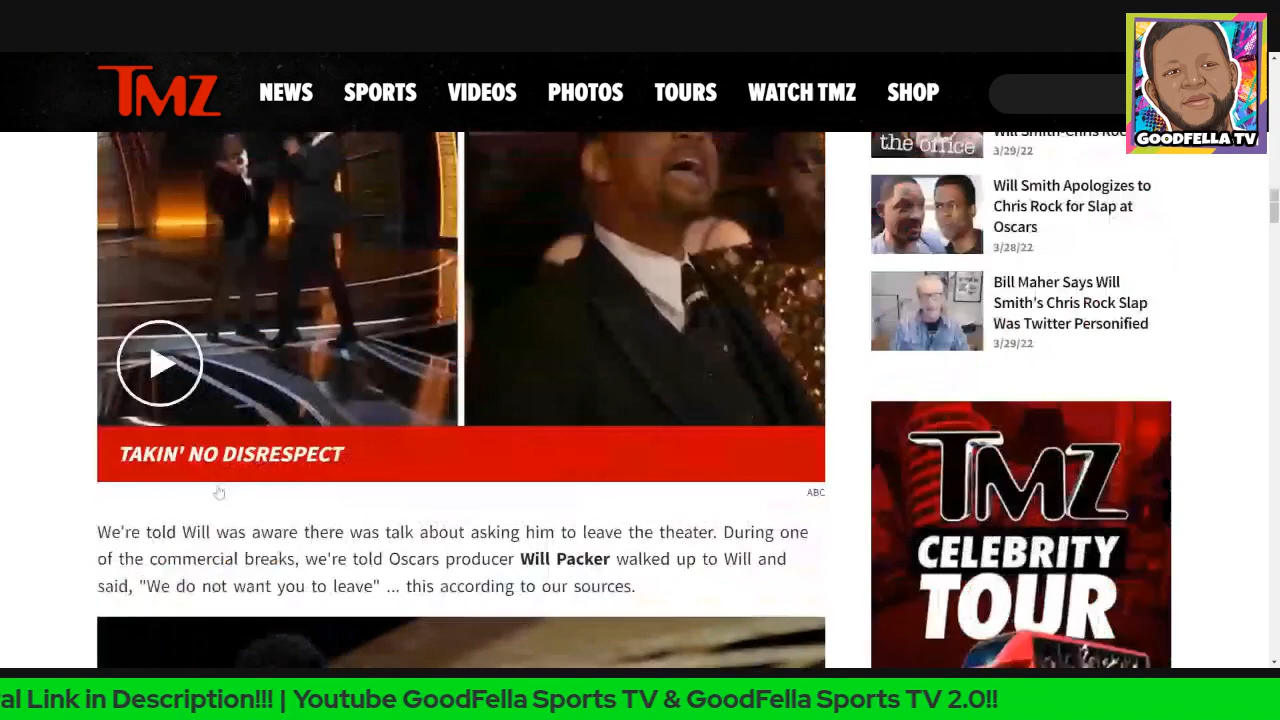 TMZ
NEWS SPORTS VIDEOS PHOTOS TOURS WATCH TMZ SHOP
GOODFELLA TV
the office
Will Smith-Chris Rock
3/29/22
Will Smith Apologizes to
Chris Rock for Slap at
Oscars
3/28/22
Bill Maher Says Will
Smith's Chris Rock Slap
Was Twitter Personified
3/29/22
TAKIN' NO DISRESPECT
ABC
We're told Will was aware there was talk about asking him to leave the theater. During one
of the commercial breaks, we're told Oscars producer Will Packer walked up to Will and
said, "We do not want you to leave" ... this according to our sources.
TMZ
CELEBRITY
TOUR
al Link in Description!!! | Youtube GoodFella Sports TV & GoodFella Sports TV 2.0!!